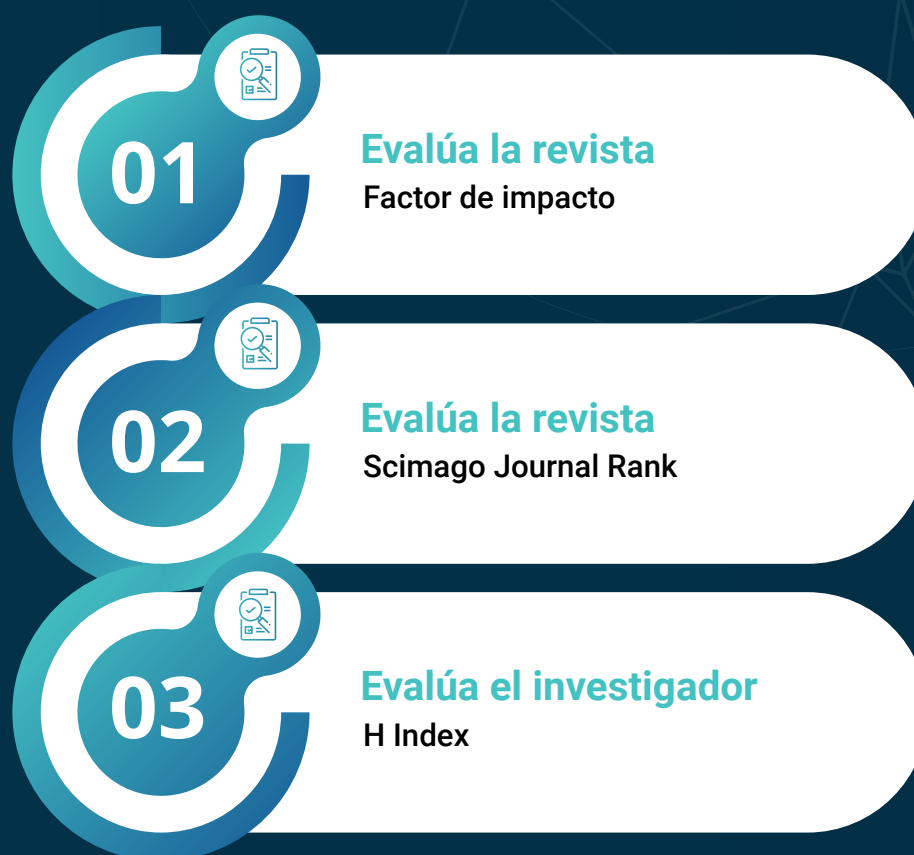 01
Evalúa la revista
Factor de impacto
02
Evalúa la revista
Scimago Journal Rank
03
Evalúa el investigador
H Index